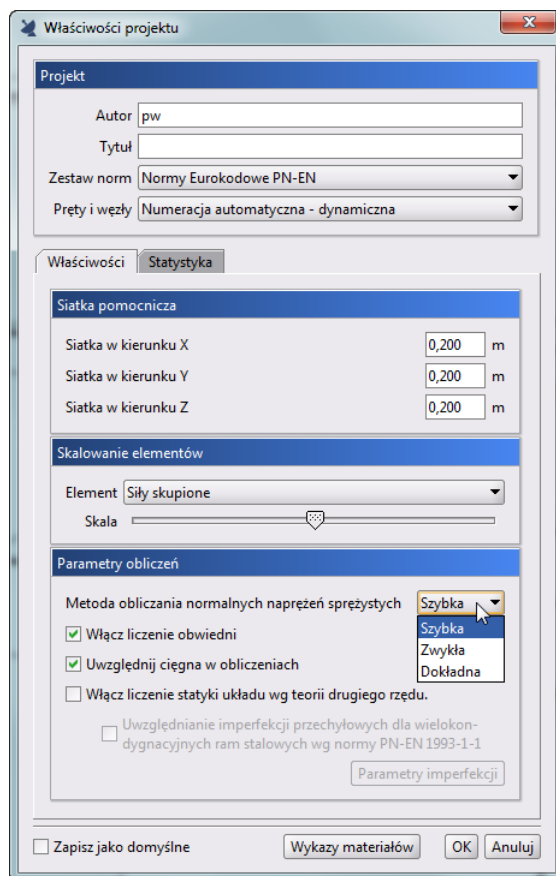 Właściwości projektu
Projekt
Autor pw
Tytuł
Zestaw norm Normy Eurokodowe PN-EN
Pręty i węzły Numeracja automatyczna - dynamiczna
Właściwości Statystyka
Siatka pomocnicza
Siatka w kierunku X 0,200 m
Siatka w kierunku Y 0,200 m
Siatka w kierunku Z 0,200 m
Skalowanie elementów
Element Siły skupione
Skala
Parametry obliczeń
Metoda obliczania normalnych naprężeń sprężystych Szybka
Szybka
Włącz liczenie obwiedni
Zwykła
Uwzględnij cięgna w obliczeniach
Dokładna
Włącz liczenie statyki układu wg teorii drugiego rzędu.
Uwzględnianie imperfekcji przechyłowych dla wielokon-
dygnacyjnych ram stalowych wg normy PN-EN 1993-1-1
Parametry imperfekcji
Zapisz jako domyślne Wykazy materiałów OK Anuluj